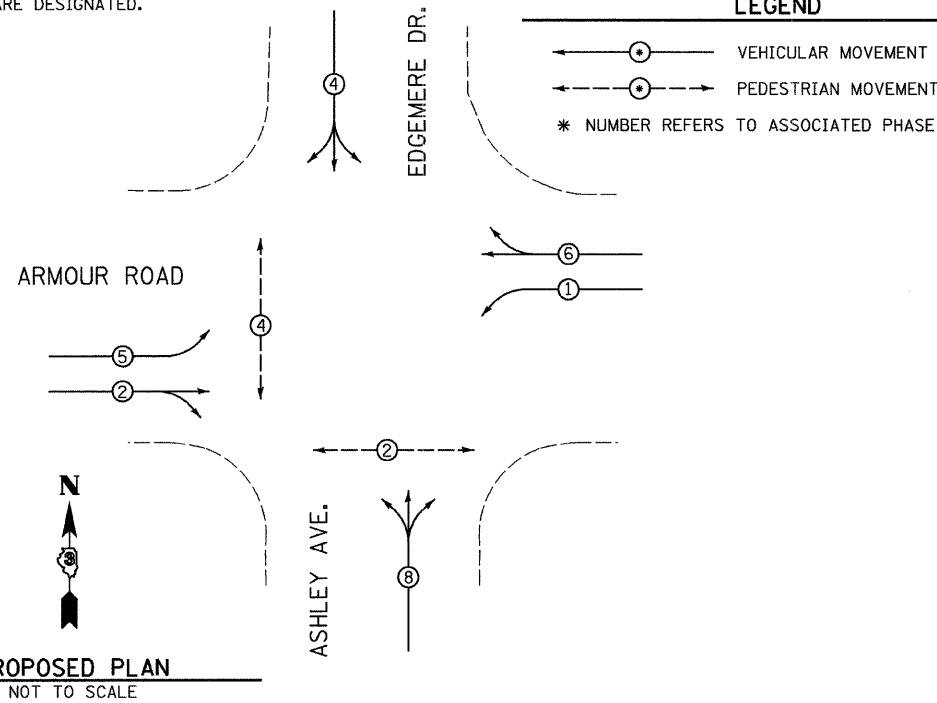 ARE DESIGNATED.
LEGEND
* VEHICULAR MOVEMENT
* PEDESTRIAN MOVEMENT
* NUMBER REFERS TO ASSOCIATED PHASE
EDGEMERE DR.
4
ARMOUR ROAD
6
1
4
5
2
2
N
3
ASHLEY AVE.
8
ROPOSED PLAN
NOT TO SCALE